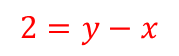 2 = y − x